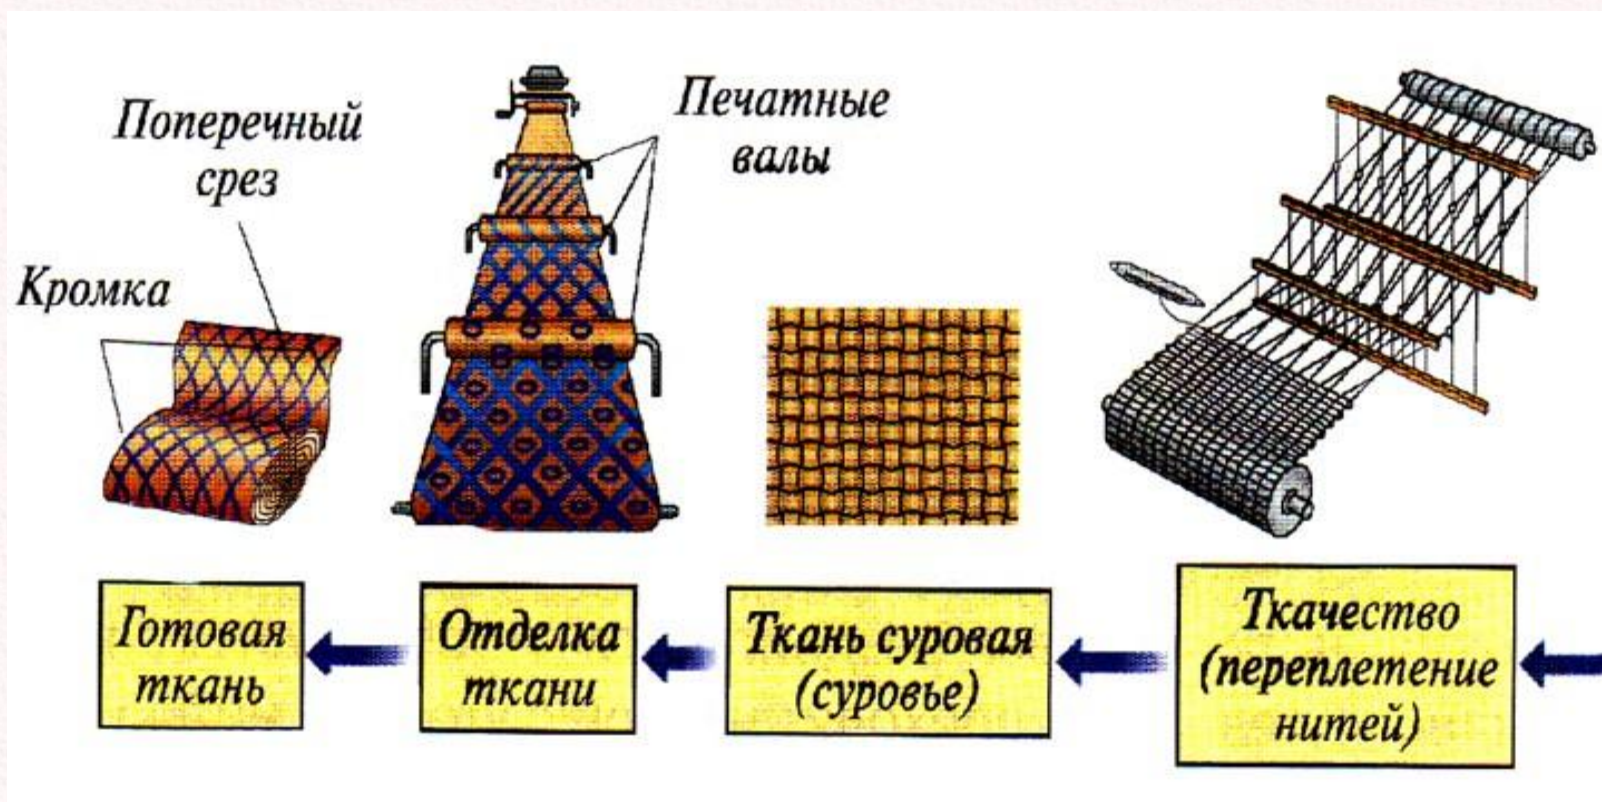 Поперечный
срез
Кромка
Печатные
валы
Готовая
ткань
Отделка
ткани
Ткань суровая
(суровье)
Ткачество
(переплетение
нитей)